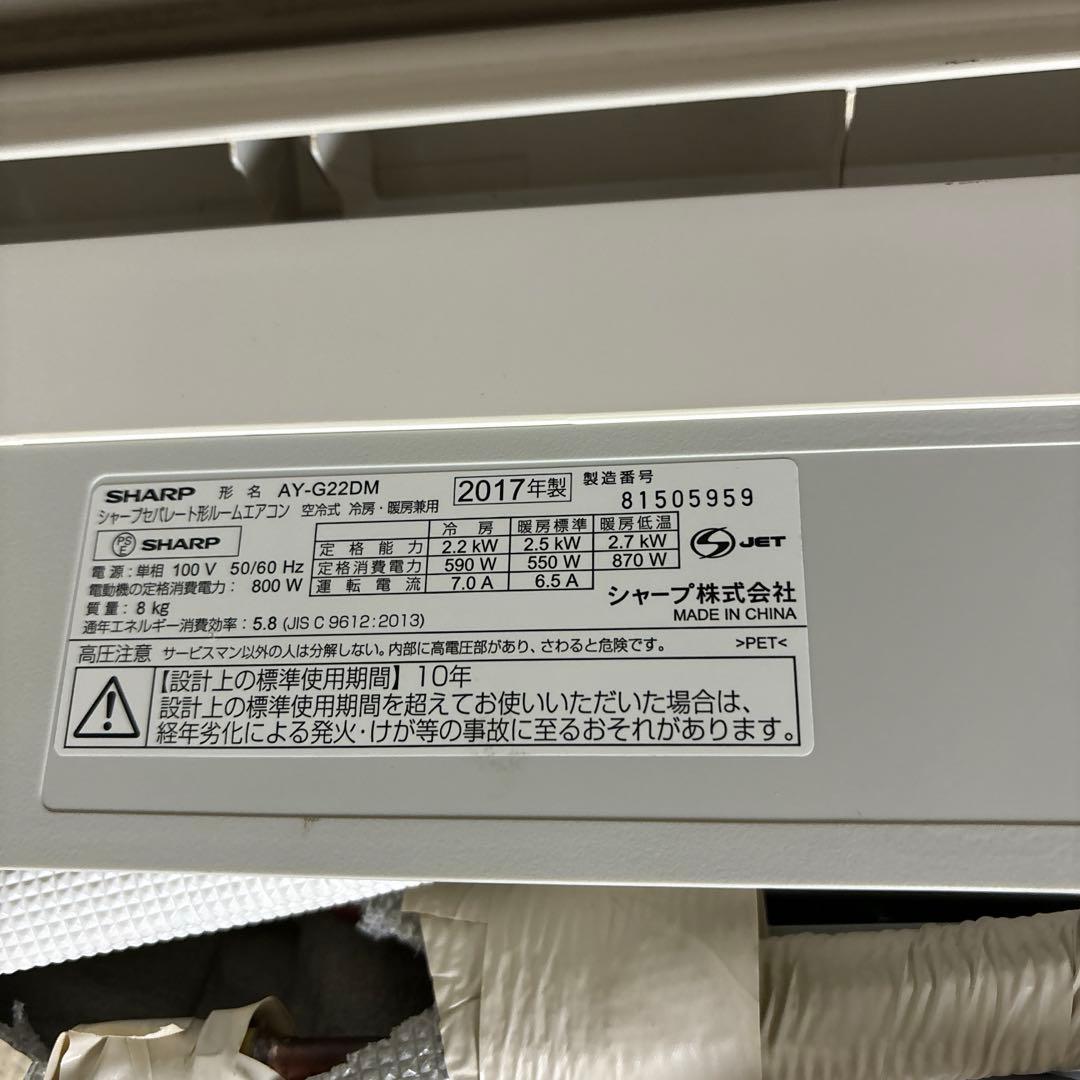 SHARP 形名 AY-G22DM 2017年製 製造番号 81505959
シャープセパレート形ルームエアコン 空冷式 冷房・暖房兼用
PSE SHARP
冷房 暖房標準 暖房低温
定格能力 2.2 kW 2.5 kW 2.7 kW
定格消費電力 590 W 550 W 870 W
運転電流 7.0 A 6.5 A
S JET
電源:単相 100 V 50/60 Hz
電動機の定格消費電力: 800 W
質量: 8 kg
通年エネルギー消費効率: 5.8 (JIS C 9612:2013)
シャープ株式会社
MADE IN CHINA
高圧注意 サービスマン以外の人は分解しない。内部に高電圧部があり、さわると危険です。 >PET<
【設計上の標準使用期間】10年
設計上の標準使用期間を超えてお使いいただいた場合は、
経年劣化による発火・けが等の事故に至るおそれがあります。